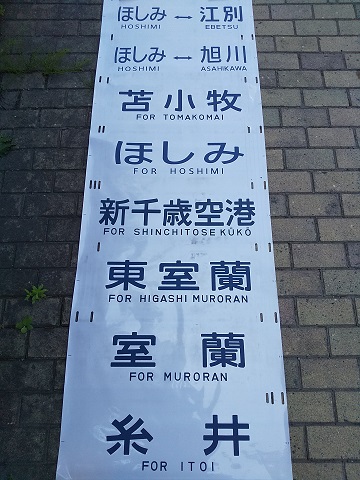 ほしみ ↔ 江別
HOSHIMI EBETSU
ほしみ ↔ 旭川
HOSHIMI ASAHIKAWA
苫小牧
FOR TOMAKOMAI
ほしみ
FOR HOSHIMI
新千歳空港
FOR SHINCHITOSE KŪKŌ
東室蘭
FOR HIGASHI MURORAN
室蘭
FOR MURORAN
糸井
FOR ITOI